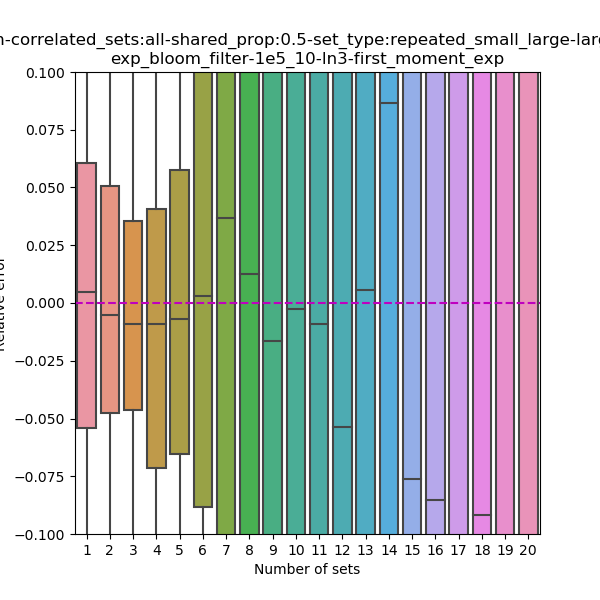 n-correlated_sets:all-shared_prop:0.5-set_type:repeated_small_large-larg
exp_bloom_filter-1e5_10-ln3-first_moment_exp
0.100
0.075
0.050
0.025
0.000
−0.025
−0.050
−0.075
−0.100
Relative error
1 2 3 4 5 6 7 8 9 10 11 12 13 14 15 16 17 18 19 20
Number of sets